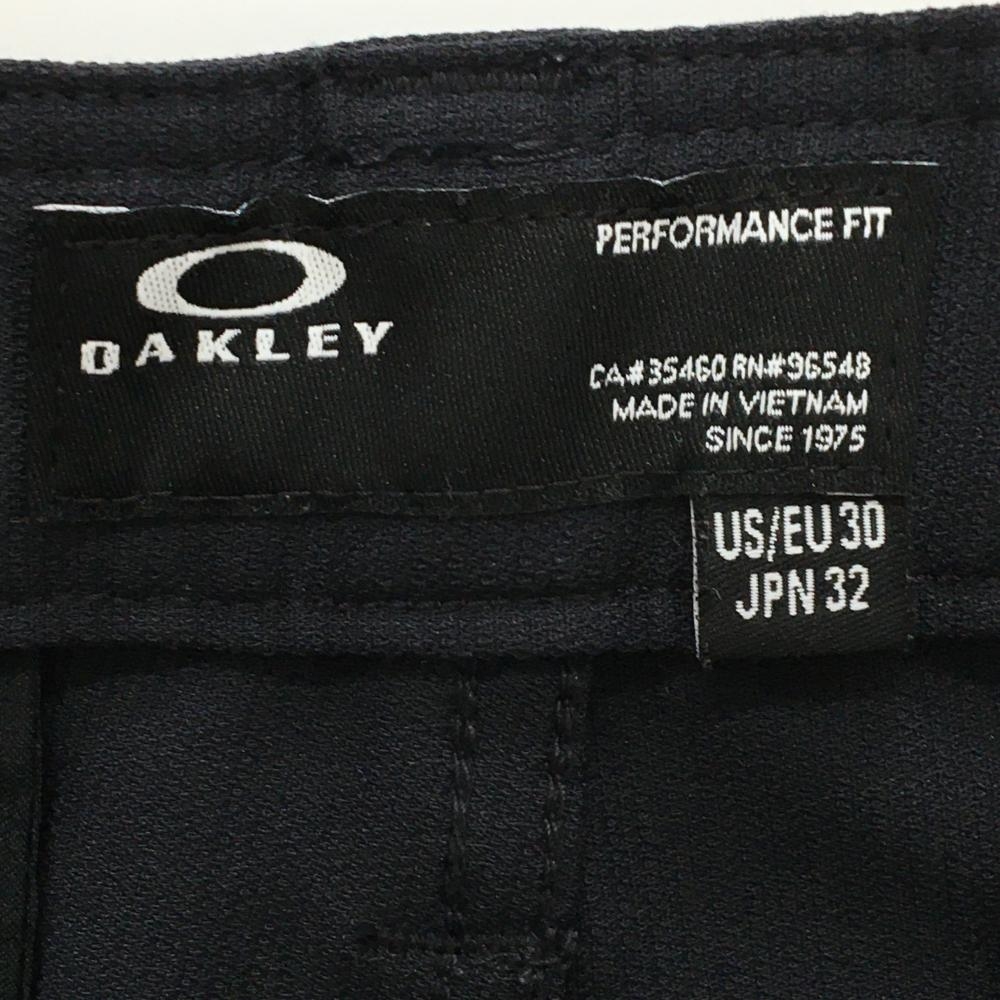 OAKLEY
PERFORMANCE FIT
CA#35460 RN#96548
MADE IN VIETNAM
SINCE 1975
US/EU 30
JPN 32